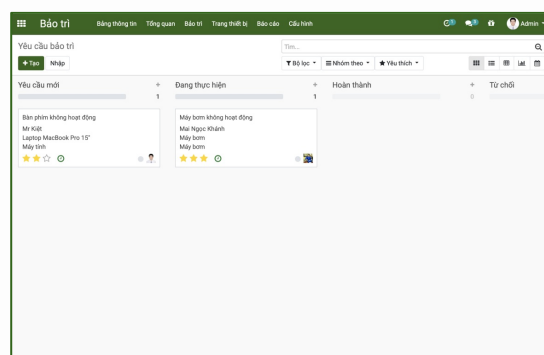 Bảo trì
Bảng thông tin Tổng quan Bảo trì Trang thiết bị Báo cáo Cấu hình
Admin
Yêu cầu bảo trì
Tìm...
+ Tạo Nhập
Bộ lọc Nhóm theo Yêu thích
Yêu cầu mới + Đang thực hiện + Hoàn thành + Từ chối
1 1 0
Bàn phím không hoạt động
Mr Kiệt
Laptop MacBook Pro 15"
Máy tính
Máy bơm không hoạt động
Mai Ngọc Khánh
Máy bơm
Máy bơm